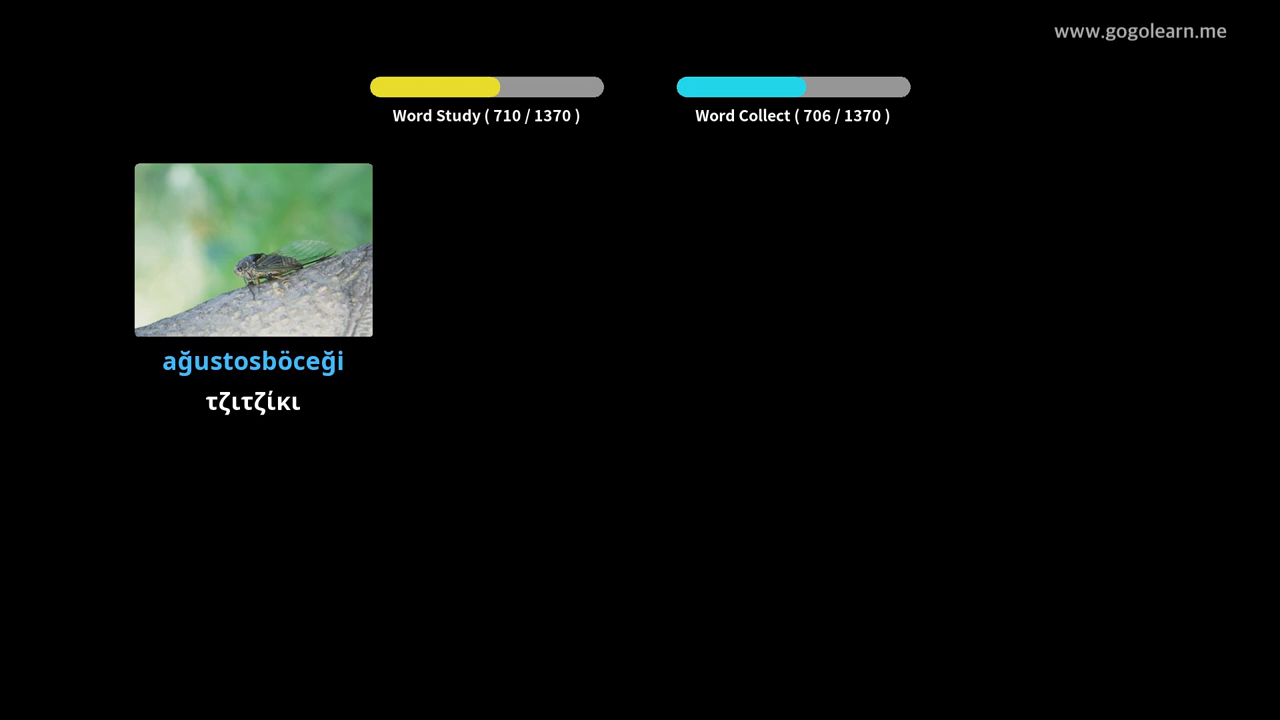 www.gogolearn.me
Word Study ( 710 / 1370 )
Word Collect ( 706 / 1370 )
ağustosböceği
τζιτζίκι